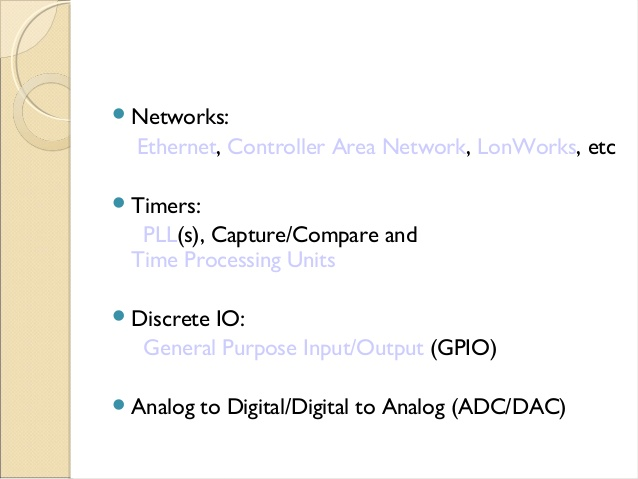 Networks:
Ethernet, Controller Area Network, LonWorks, etc
Timers:
PLL(s), Capture/Compare and
Time Processing Units
Discrete IO:
General Purpose Input/Output (GPIO)
Analog to Digital/Digital to Analog (ADC/DAC)